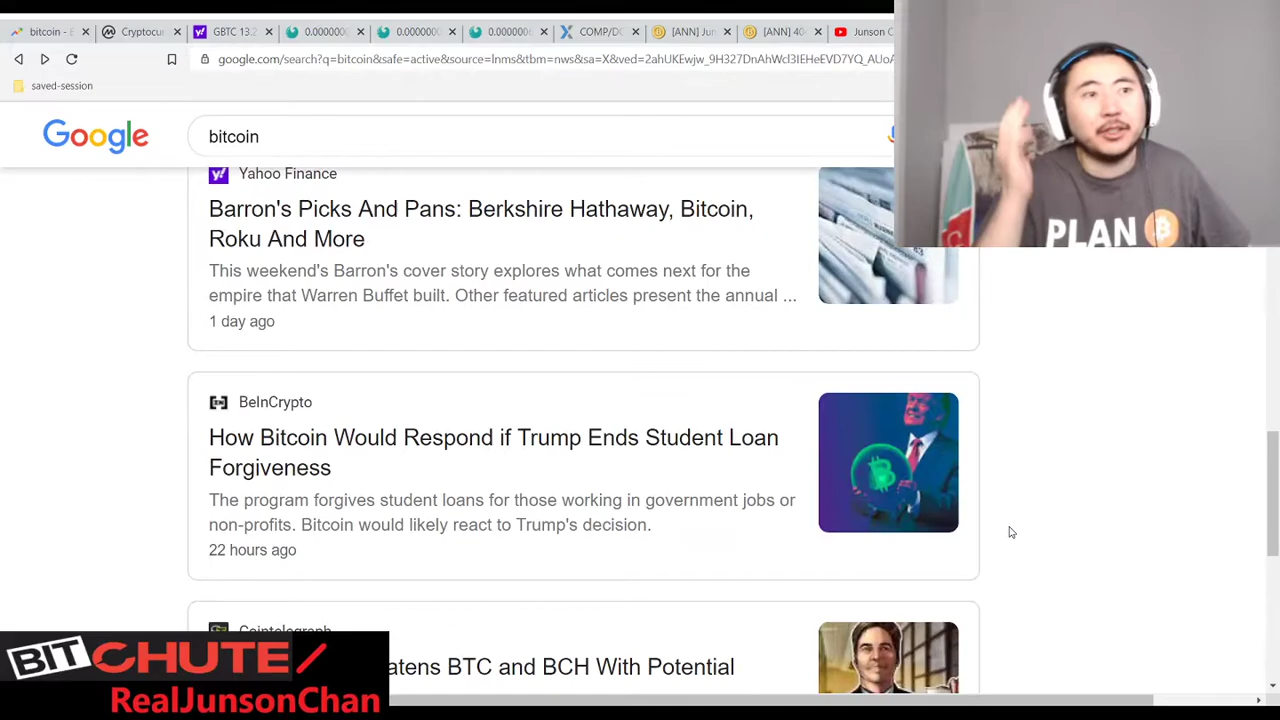 bitcoin - 
Cryptocur
GBTC 13.2
0.000000
0.000000
0.000000
COMP/D
[ANN] Jun
[ANN] 40
Junson C
google.com/search?q=bitcoin&safe=active&source=lnms&tbm=nws&sa=X&ved=2ahUKEwjw_9H327DnAhWcl3IEHeEVD7YQ_AUoA
saved-session
Google
bitcoin
Yahoo Finance
Barron's Picks And Pans: Berkshire Hathaway, Bitcoin,
Roku And More
This weekend's Barron's cover story explores what comes next for the
empire that Warren Buffet built. Other featured articles present the annual ...
1 day ago
BeInCrypto
How Bitcoin Would Respond if Trump Ends Student Loan
Forgiveness
The program forgives student loans for those working in government jobs or
non-profits. Bitcoin would likely react to Trump's decision.
22 hours ago
Cointelegraph
atens BTC and BCH With Potential
PLAN B
BITCHUTE/
RealJunsonChan